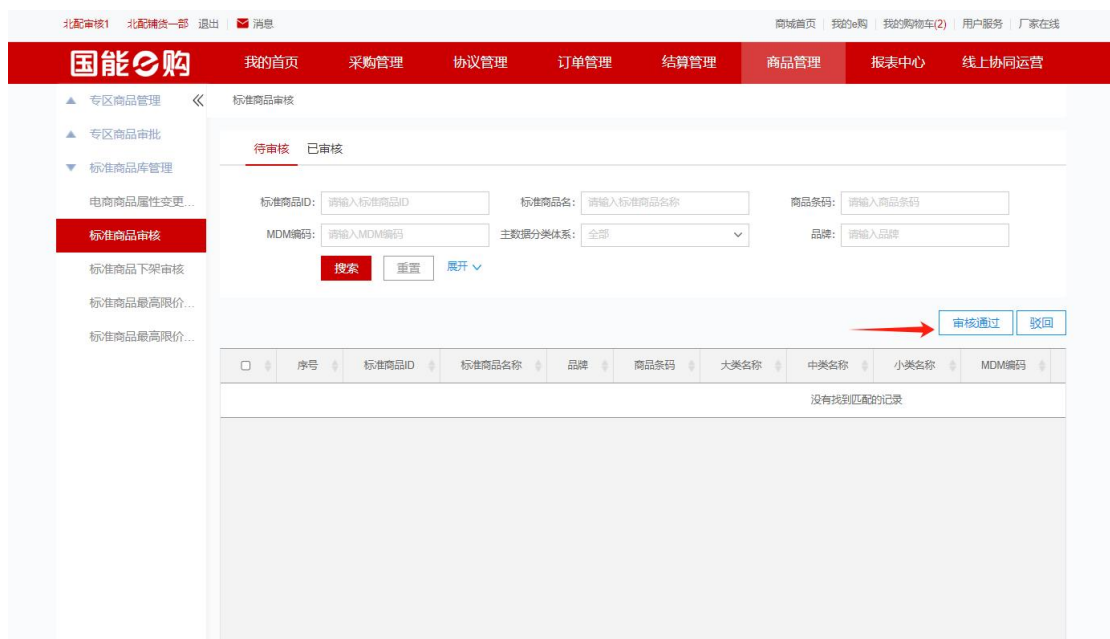 北配审核1 北配铺货一部 退出 消息 商城首页 我的e购 我的购物车(2) 用户服务 厂家在线
国能e购 我的首页 采购管理 协议管理 订单管理 结算管理 商品管理 报表中心 线上协同运营
专区商品管理 标准商品审核
专区商品审批
待审核 已审核
标准商品库管理
电商商品属性变更... 标准商品ID: 请输入标准商品ID 标准商品名: 请输入标准商品名称 商品条码: 请输入商品条码
标准商品审核 MDM编码: 请输入MDM编码 主数据分类体系: 全部 品牌: 请输入品牌
标准商品下架审核 搜索 重置 展开
标准商品最高限价...
审核通过 驳回
标准商品最高限价...
序号 标准商品ID 标准商品名称 品牌 商品条码 大类名称 中类名称 小类名称 MDM编码
没有找到匹配的记录